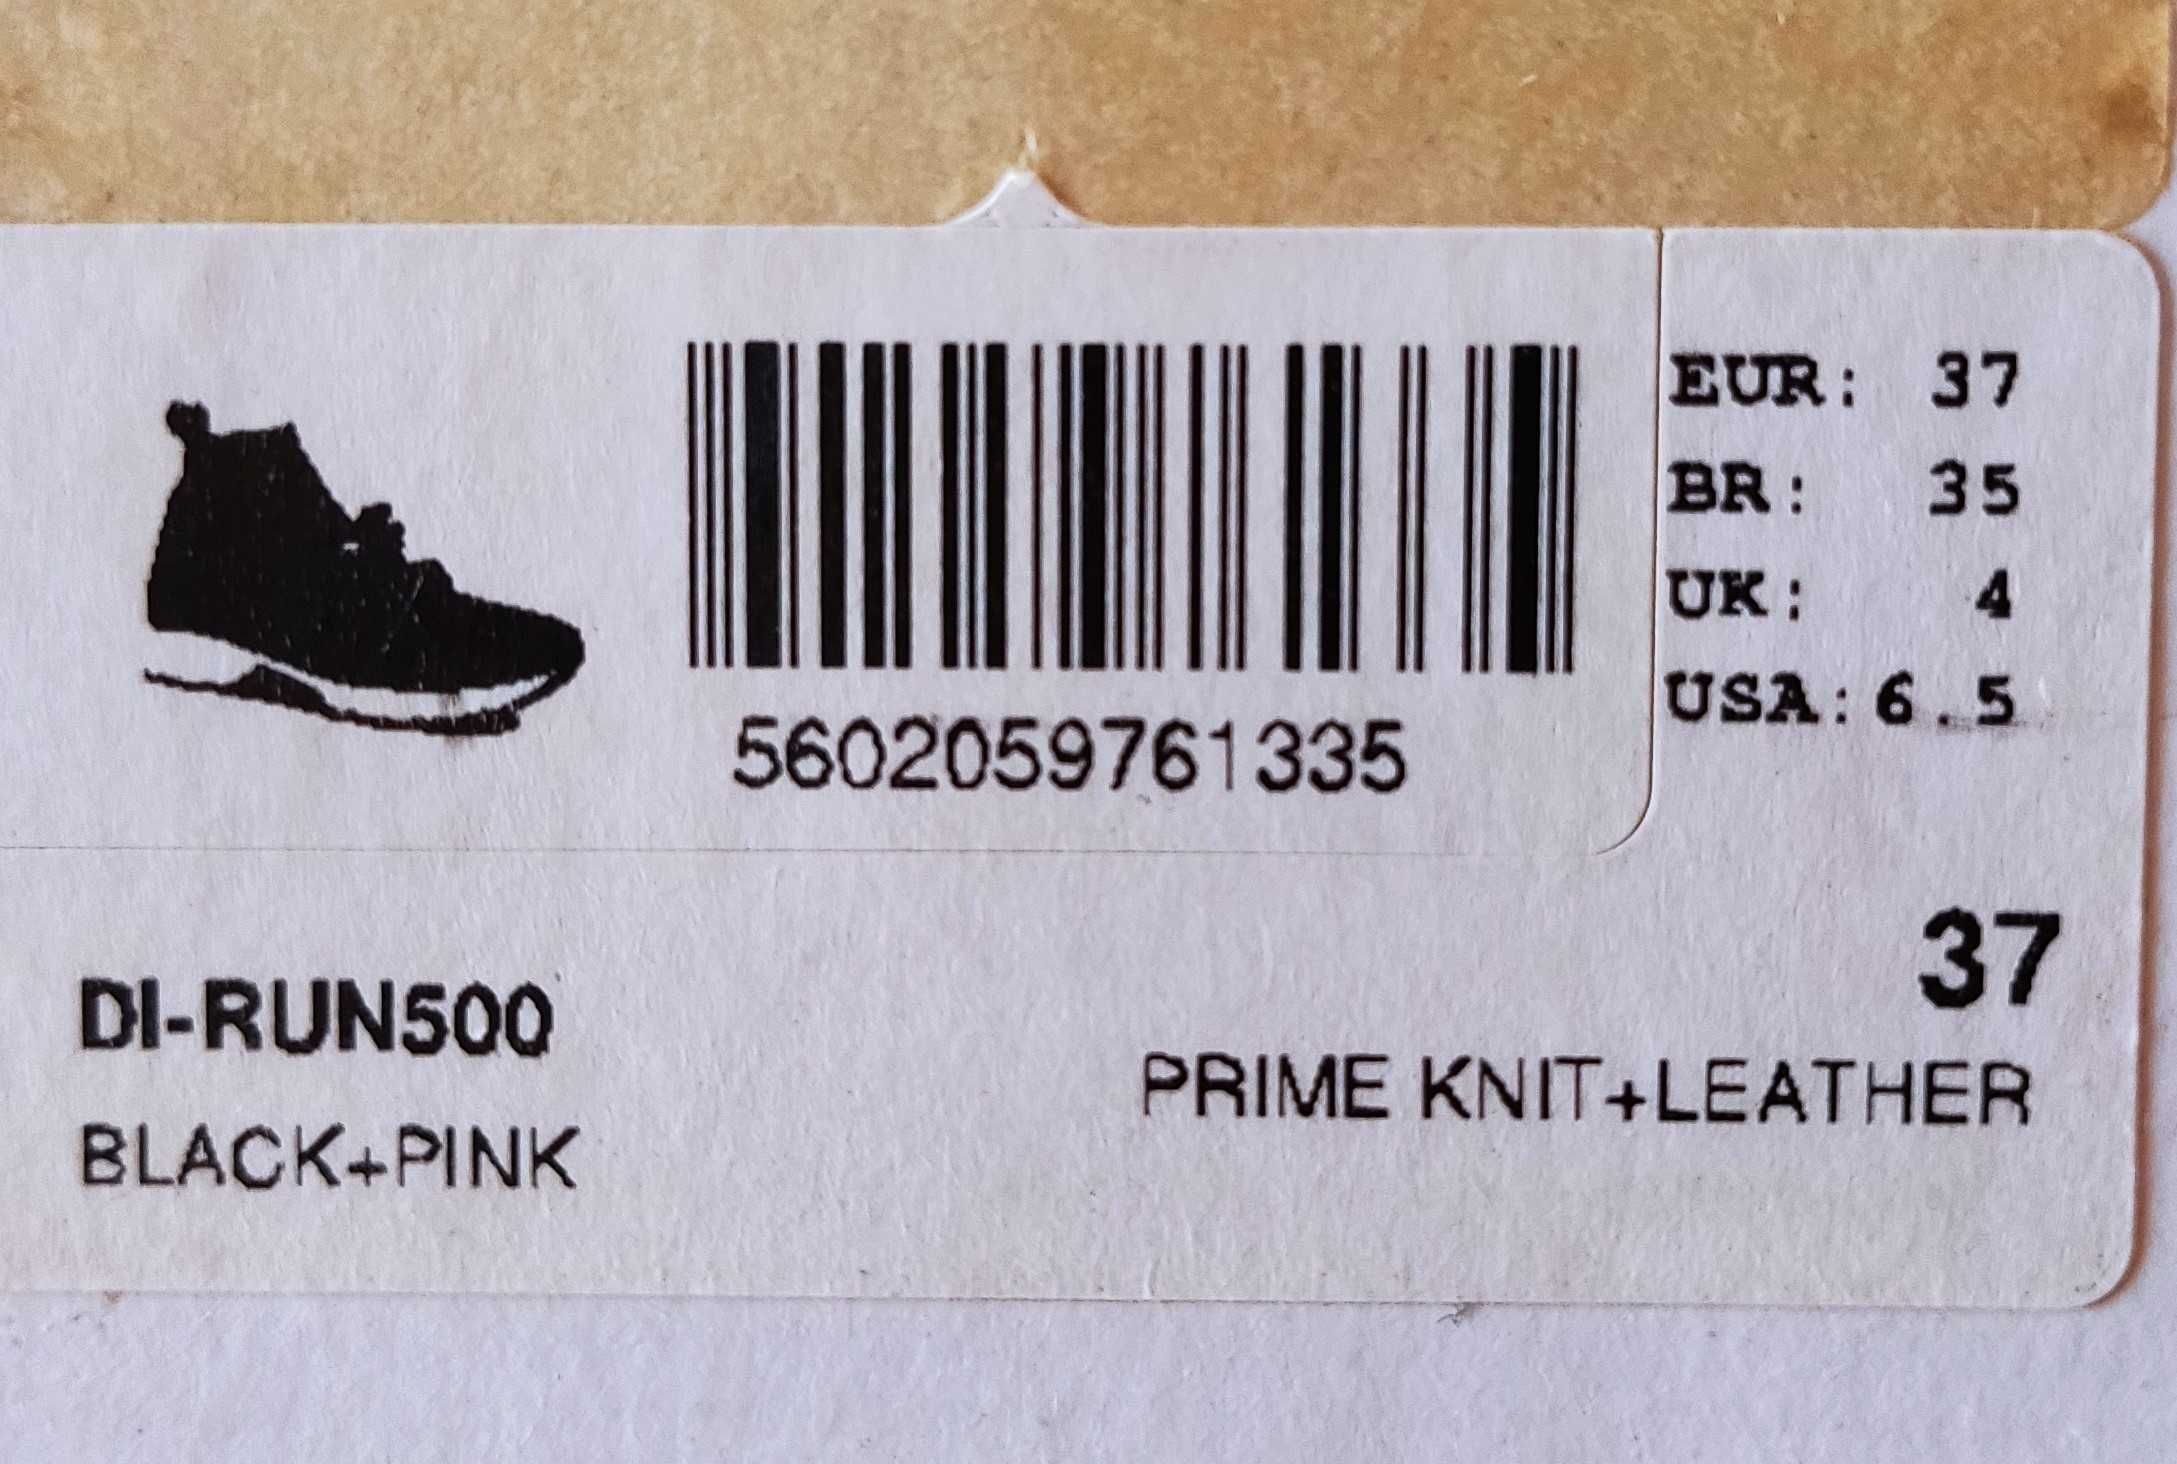 EUR: 37
BR: 35
UK: 4
USA: 6.5
5602059761335
37
DI-RUN500
PRIME KNIT+LEATHER
BLACK+PINK